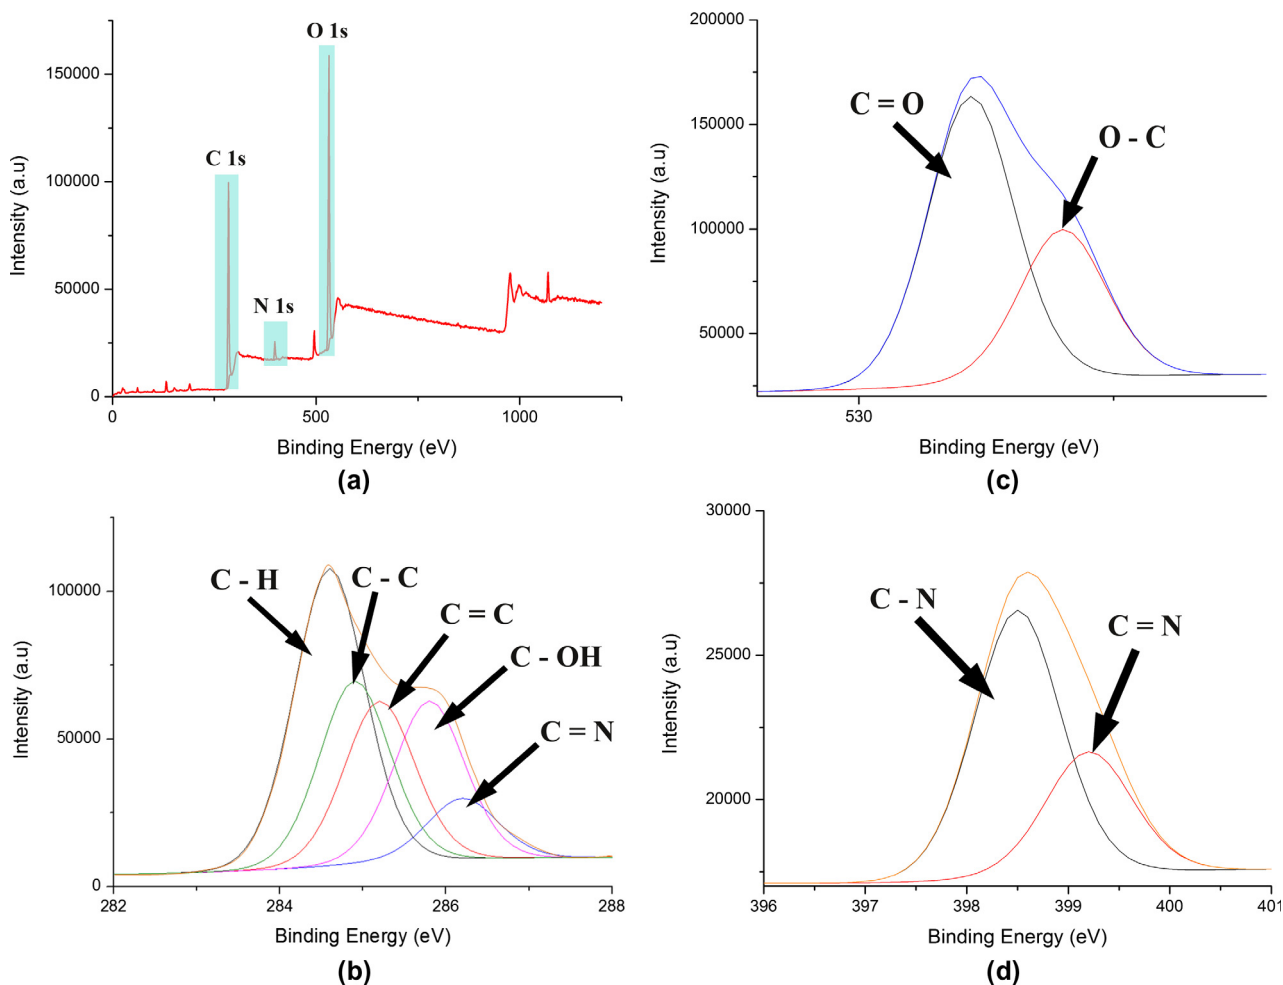 O 1s
C 1s
N 1s
150000
100000
50000
0
0
500
1000
Intensity (a.u)
Binding Energy (eV)
(a)
200000
150000
100000
50000
C = O
O - C
530
Intensity (a.u)
Binding Energy (eV)
(c)
100000
50000
0
C - H
C - C
C = C
C - OH
C = N
282
284
286
288
Intensity (a.u)
Binding Energy (eV)
(b)
30000
25000
20000
C - N
C = N
396
397
398
399
400
401
Intensity (a.u)
Binding Energy (eV)
(d)